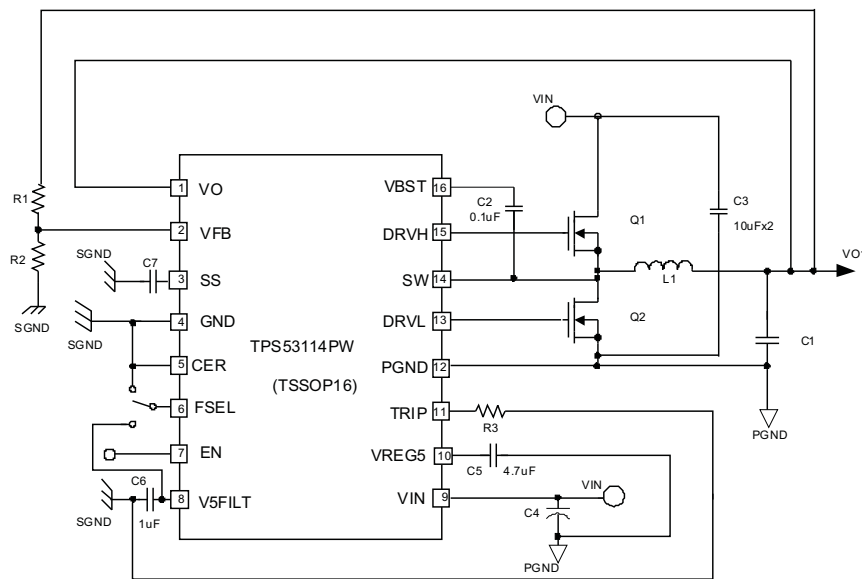 VIN
1
VO
VBST
16
C2
0.1uF
C3
10uFx2
R1
2
VFB
DRVH
15
Q1
R2
SGND
C7
3
SS
SW
14
L1
VO1
SGND
SGND
4
GND
TPS53114PW
(TSSOP16)
DRVL
13
Q2
C1
5
CER
PGND
12
6
FSEL
TRIP
11
R3
PGND
7
EN
VREG5
10
C5
4.7uF
C6
1uF
SGND
8
V5FILT
VIN
9
VIN
C4
PGND